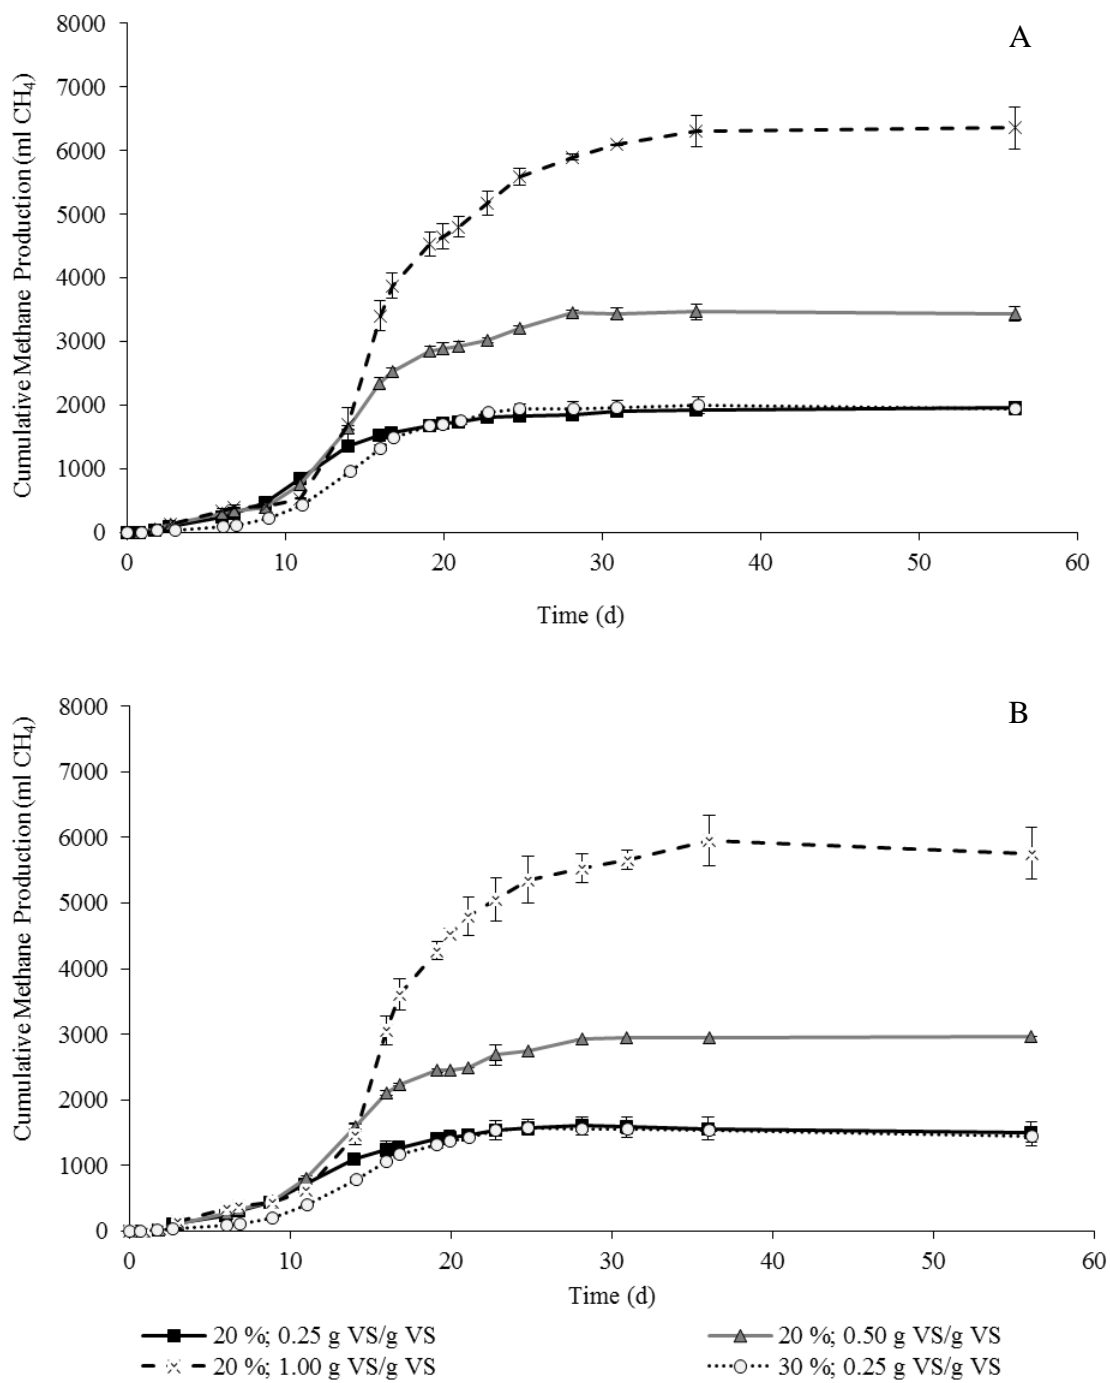 A
Cumulative Methane Production (ml CH₄)
8000
7000
6000
5000
4000
3000
2000
1000
0
0 10 20 30 40 50 60
Time (d)
B
Cumulative Methane Production (ml CH₄)
8000
7000
6000
5000
4000
3000
2000
1000
0
0 10 20 30 40 50 60
Time (d)
20 %; 0.25 g VS/g VS
20 %; 0.50 g VS/g VS
20 %; 1.00 g VS/g VS
30 %; 0.25 g VS/g VS